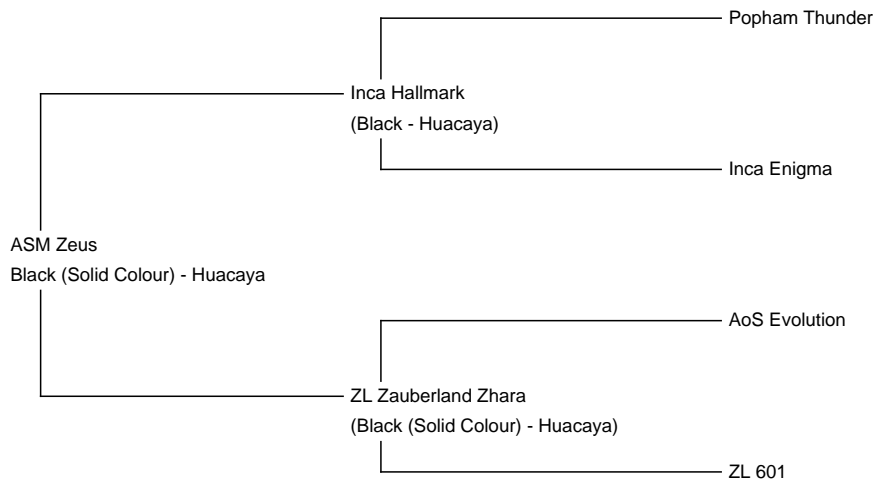 Popham Thunder
Inca Hallmark
(Black - Huacaya)
Inca Enigma
ASM Zeus
Black (Solid Colour) - Huacaya
AoS Evolution
ZL Zauberland Zhara
(Black (Solid Colour) - Huacaya)
ZL 601